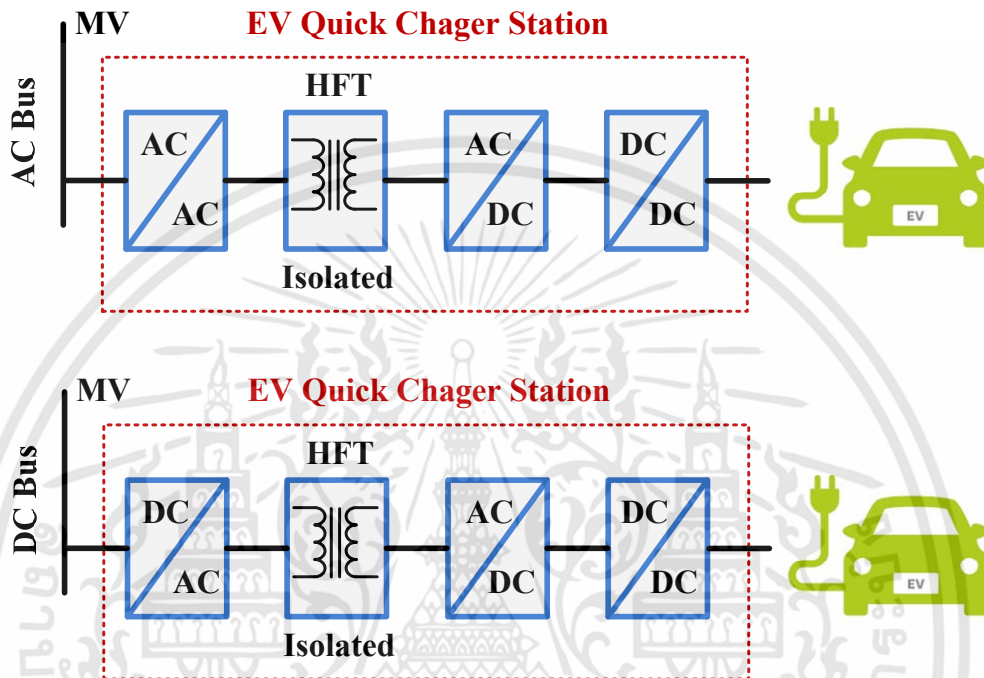 MV
EV Quick Chager Station
AC Bus
HFT
AC
AC
AC
DC
DC
DC
Isolated
EV
MV
EV Quick Chager Station
DC Bus
HFT
DC
AC
AC
DC
DC
DC
Isolated
EV